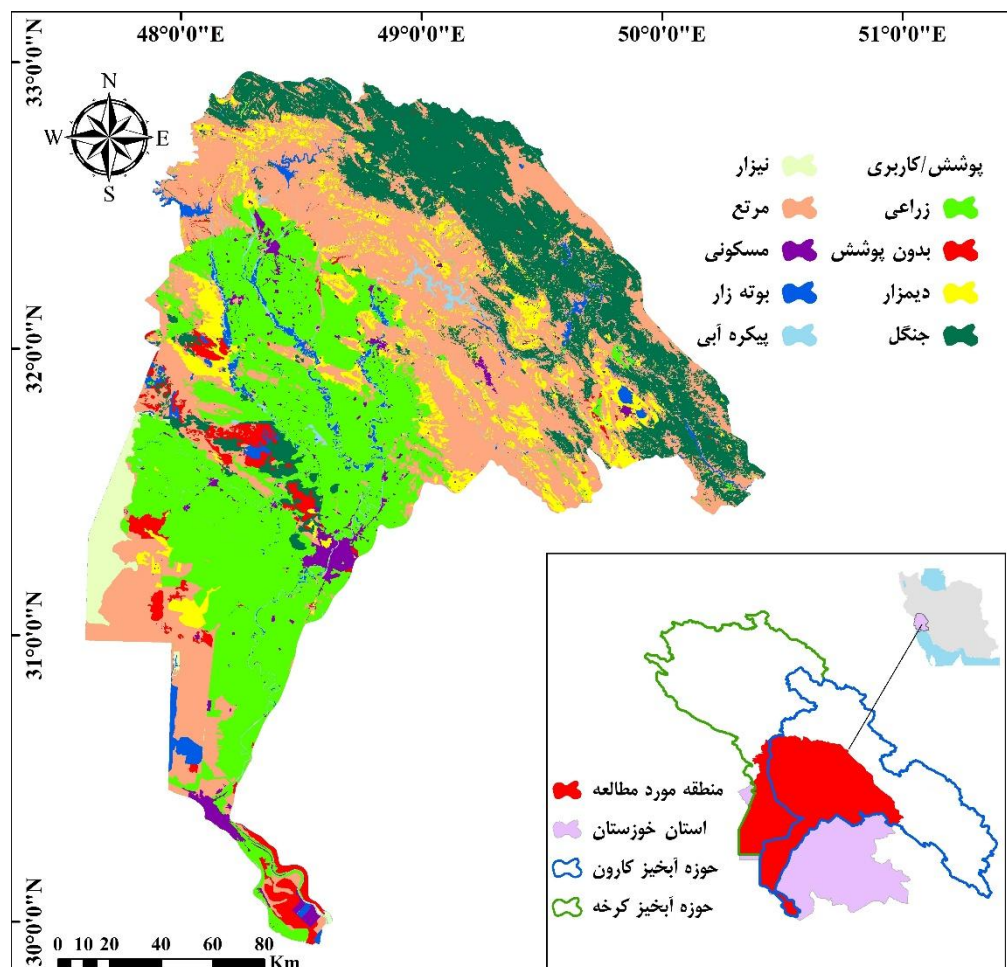 48°0'0"E 49°0'0"E 50°0'0"E 51°0'0"E
33°0'0"N
32°0'0"N
31°0'0"N
30°0'0"N
N
W E
S
پوشش/کاربری
زراعی
بدون پوشش
دیمزار
جنگل
نیزار
مرتع
مسکونی
بوته زار
پیکره آبی
منطقه مورد مطالعه
استان خوزستان
حوزه آبخیز کارون
حوزه آبخیز کرخه
0 10 20 40 60 80
Km